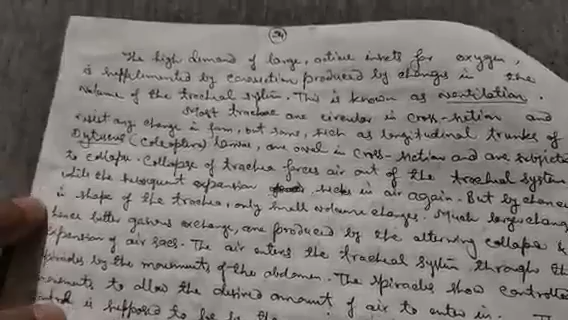 The high demand of large, active insets for oxygen,
is supplemented by convection produced by changes in the
volume of the tracheal system. This is known as ventilation.
Most tracheae are circular in cross-section and
resist any change in form, but some, such as longitudinal trunks of
Dytiscus (Coleoptera) larvae, are oval in cross-section and are subjected
to collapse. Collapse of trachea forces air out of the tracheal system
while the subsequent expansion sucks in air again. But by change
in shape of the trachea, only small volume changes. Much larger change
hence better gaseous exchange, are produced by the alternating collapse &
expansion of air sacs. The air enters the tracheal system through th
by the movements of the abdomen. The spiracles show controlled
movements to allow the desired amount of air to enter in. The
is supposed to be by the